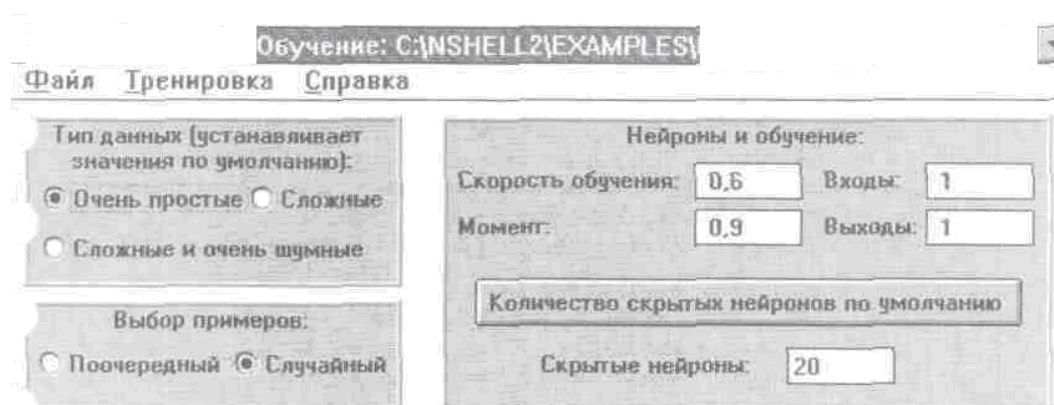 Обучение: C:\NSHELL2\EXAMPLES\
Файл Тренировка Справка
Тип данных (устанавливает
значения по умолчанию):
Очень простые Сложные
Сложные и очень шумные
Выбор примеров:
Поочередный Случайный
Нейроны и обучение:
Скорость обучения: 0,6 Входы: 1
Момент: 0,9 Выходы: 1
Количество скрытых нейронов по умолчанию
Скрытые нейроны: 20